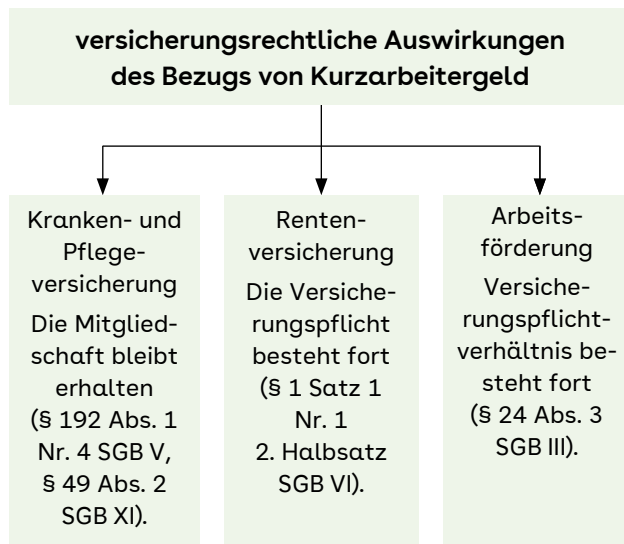 versicherungsrechtliche Auswirkungen
des Bezugs von Kurzarbeitergeld
Kranken- und
Pflege-
versicherung
Die Mitglied-
schaft bleibt
erhalten
(§ 192 Abs. 1
Nr. 4 SGB V,
§ 49 Abs. 2
SGB XI).
Renten-
versicherung
Die Versiche-
rungspflicht
besteht fort
(§ 1 Satz 1
Nr. 1
2. Halbsatz
SGB VI).
Arbeits-
förderung
Versiche-
rungspflicht-
verhältnis be-
steht fort
(§ 24 Abs. 3
SGB III).